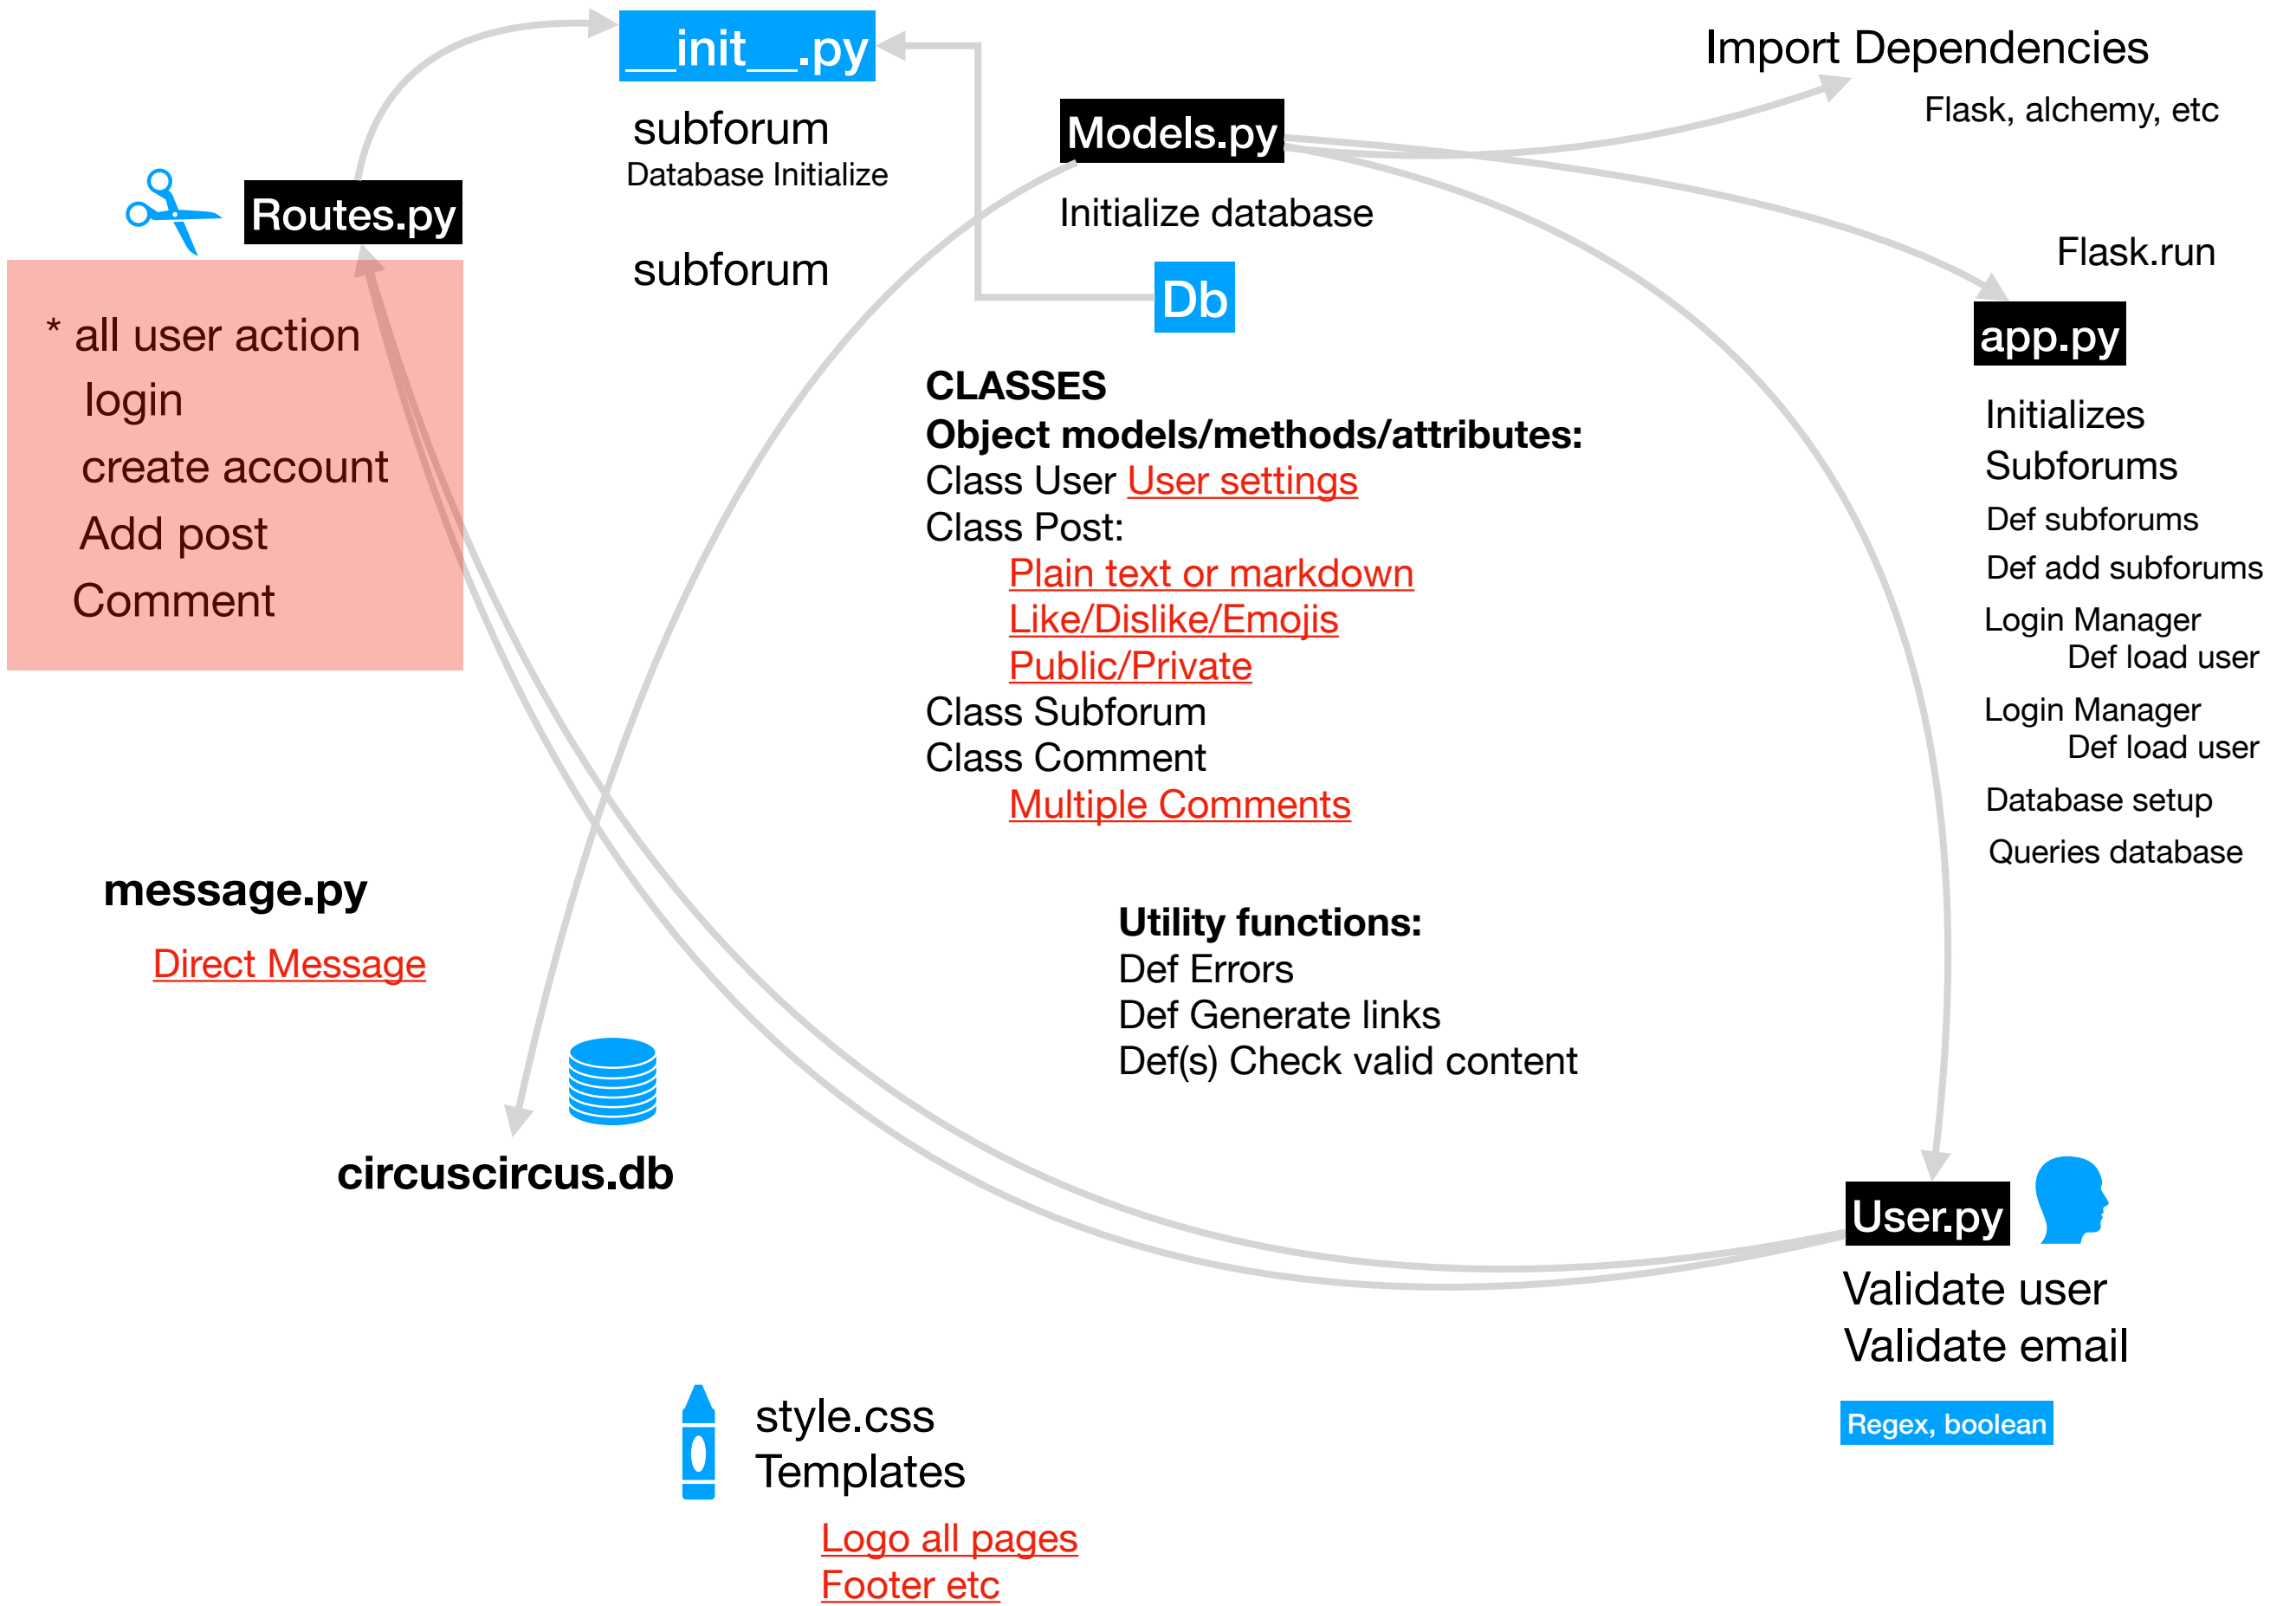 __init__.py
subforum
Database Initialize
subforum
Routes.py
* all user action
login
create account
Add post
Comment
message.py
Direct Message
circuscircus.db
Models.py
Initialize database
Db
CLASSES
Object models/methods/attributes:
Class User User settings
Class Post:
Plain text or markdown
Like/Dislike/Emojis
Public/Private
Class Subforum
Class Comment
Multiple Comments
Utility functions:
Def Errors
Def Generate links
Def(s) Check valid content
Import Dependencies
Flask, alchemy, etc
Flask.run
app.py
Initializes
Subforums
Def subforums
Def add subforums
Login Manager
Def load user
Login Manager
Def load user
Database setup
Queries database
User.py
Validate user
Validate email
Regex, boolean
style.css
Templates
Logo all pages
Footer etc